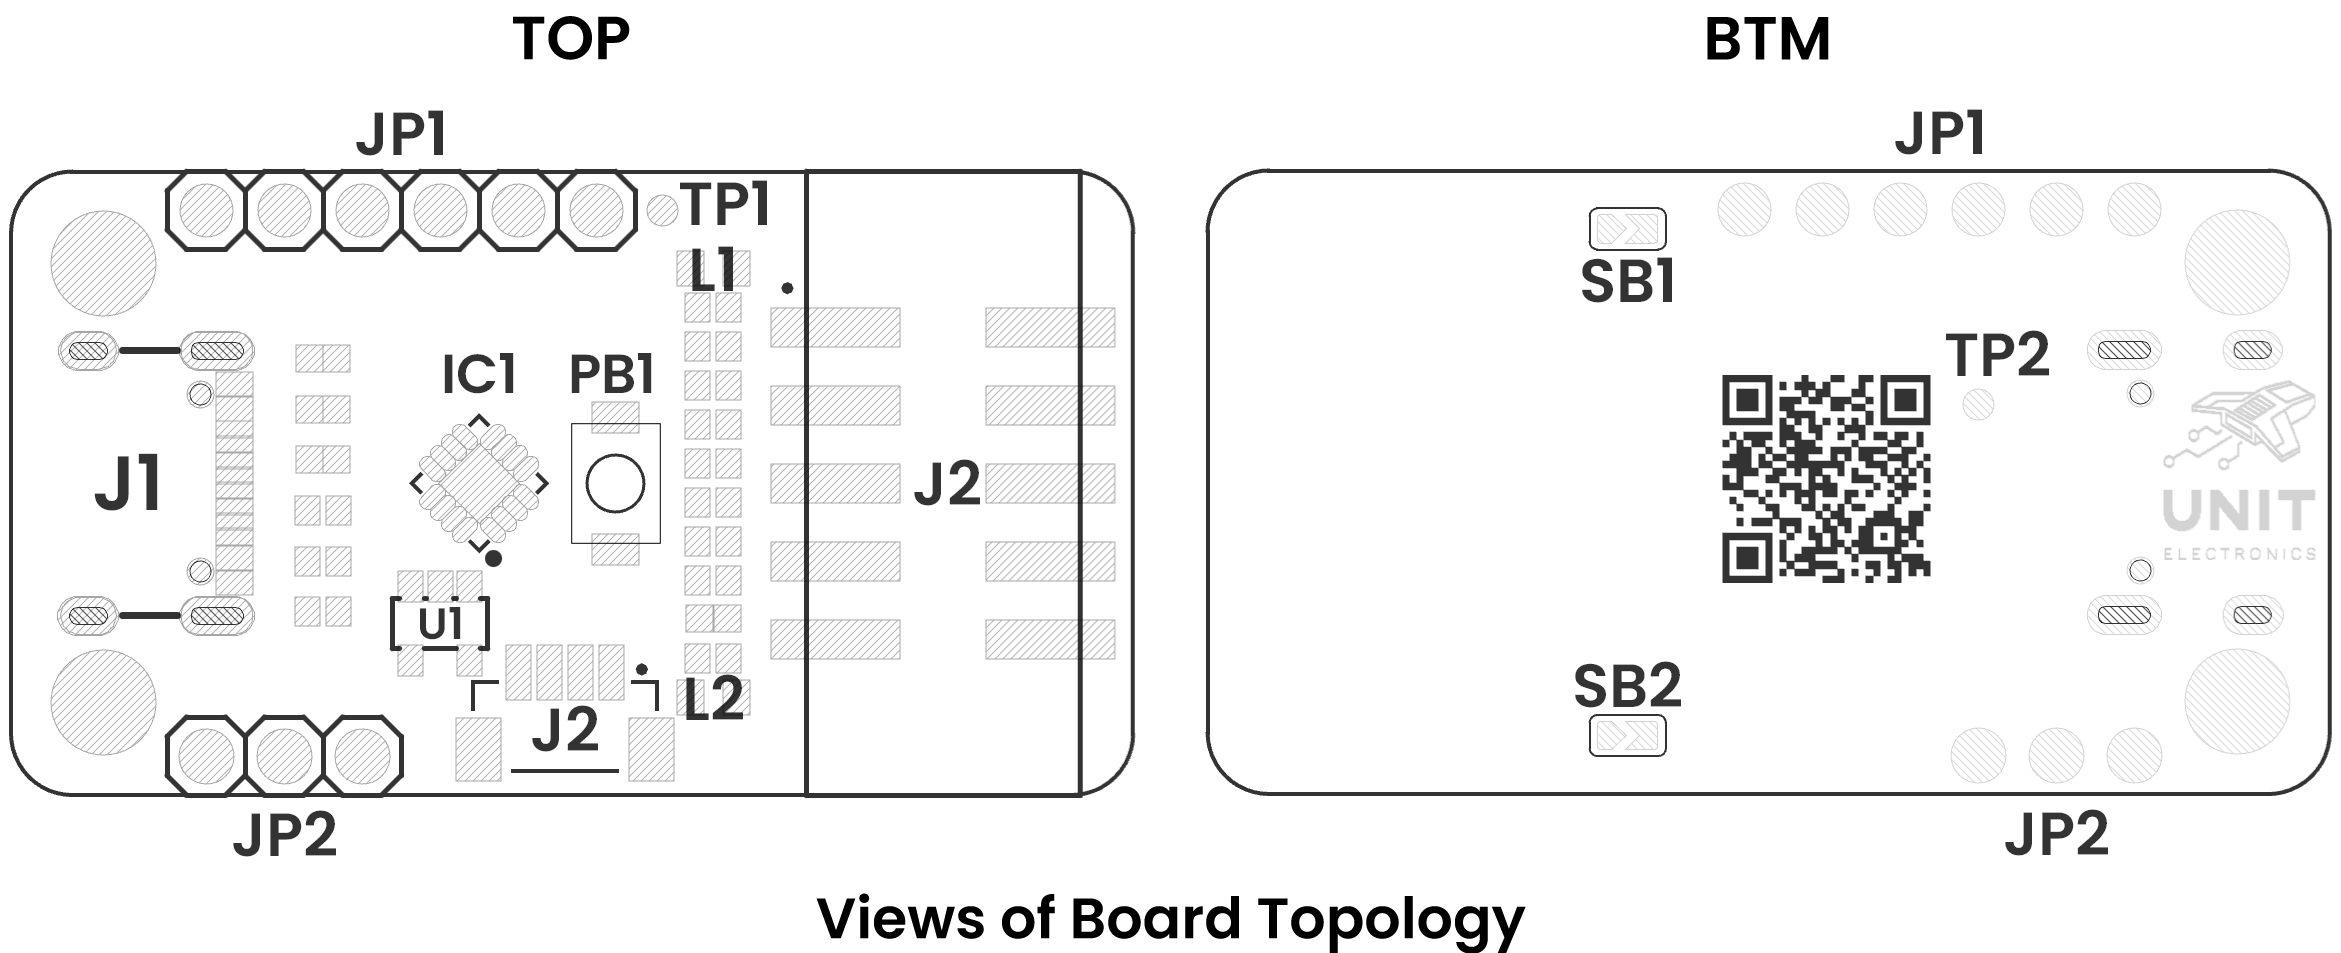 TOP
JP1
TP1
L1
IC1
PB1
J1
J2
U1
L2
J2
JP2
BTM
JP1
SB1
TP2
UNIT
ELECTRONICS
SB2
JP2
Views of Board Topology